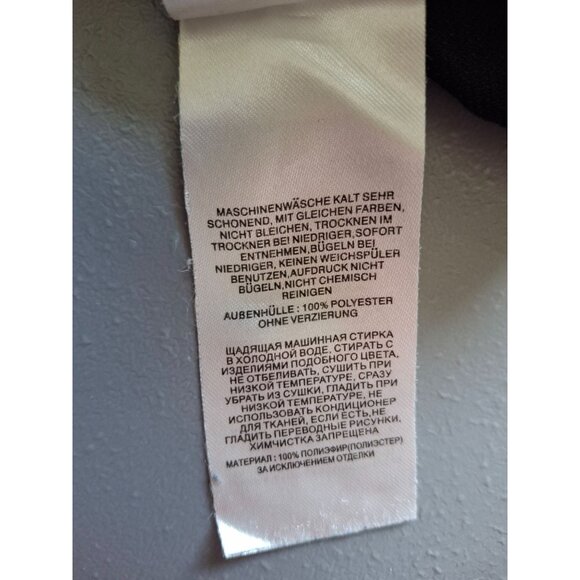 MASCHINENWÄSCHE KALT SEHR
SCHONEND, MIT GLEICHEN FARBEN,
NICHT BLEICHEN, TROCKNEN IM
TROCKNER BEI NIEDRIGER,SOFORT
ENTNEHMEN,BÜGELN BEI
NIEDRIGER, KEINEN WEICHSPÜLER
BENUTZEN,AUFDRUCK NICHT
BÜGELN,NICHT CHEMISCH
REINIGEN
AUßENHÜLLE : 100% POLYESTER
OHNE VERZIERUNG
ЩАДЯЩАЯ МАШИННАЯ СТИРКА
В ХОЛОДНОЙ ВОДЕ, СТИРАТЬ С
ИЗДЕЛИЯМИ ПОДОБНОГО ЦВЕТА,
НЕ ОТБЕЛИВАТЬ, СУШИТЬ ПРИ
НИЗКОЙ ТЕМПЕРАТУРЕ, СРАЗУ
УБРАТЬ ИЗ СУШКИ, ГЛАДИТЬ ПРИ
НИЗКОЙ ТЕМПЕРАТУРЕ, НЕ
ИСПОЛЬЗОВАТЬ КОНДИЦИОНЕР
ДЛЯ ТКАНЕЙ, ЕСЛИ ЕСТЬ,НЕ
ГЛАДИТЬ ПЕРЕВОДНЫЕ РИСУНКИ,
ХИМЧИСТКА ЗАПРЕЩЕНА
МАТЕРИАЛ : 100% ПОЛИЭФИР(ПОЛИЭСТЕР)
ЗА ИСКЛЮЧЕНИЕМ ОТДЕЛКИ